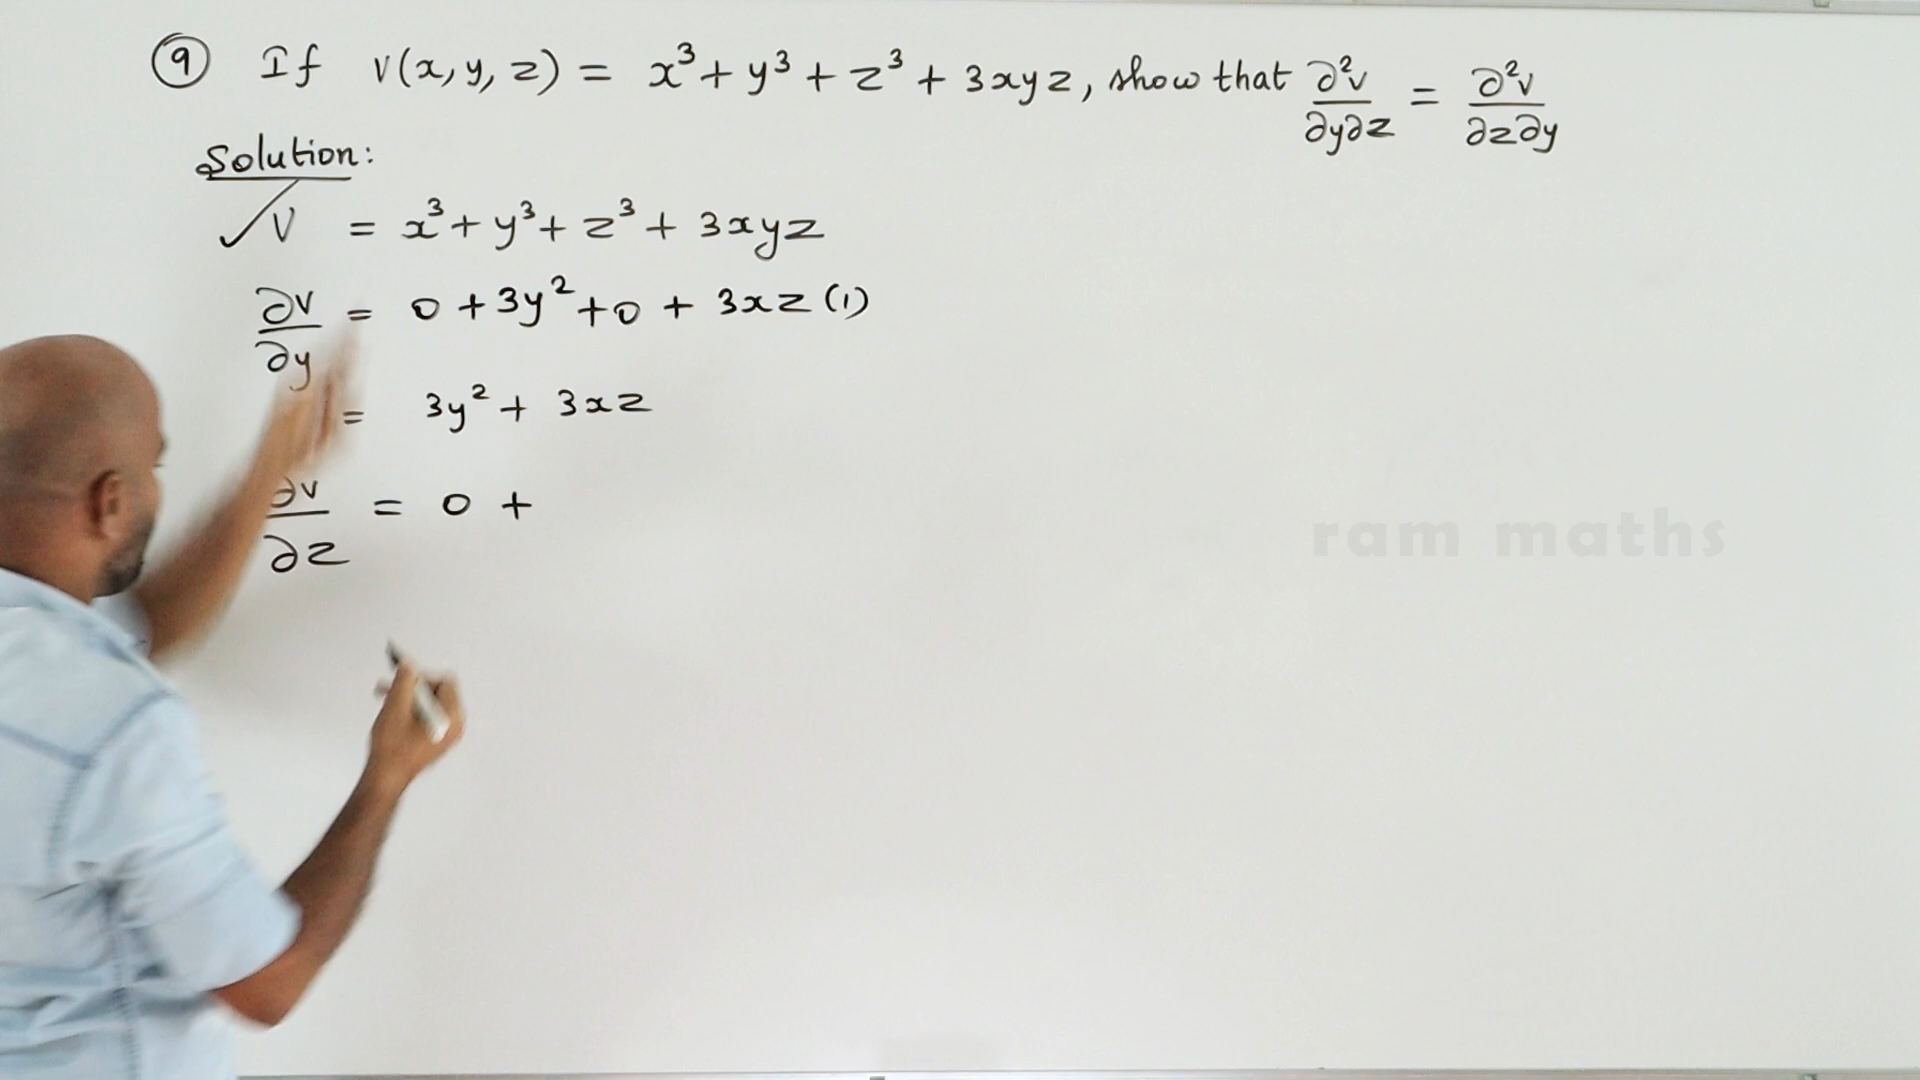 9 If v(x, y, z) = x³ + y³ + z³ + 3xyz, show that ∂²v/∂y∂z = ∂²v/∂z∂y
Solution:
✓ v = x³ + y³ + z³ + 3xyz
∂v/∂y = 0 + 3y² + 0 + 3xz (1)
= 3y² + 3xz
∂v/∂z = 0 +
ram maths